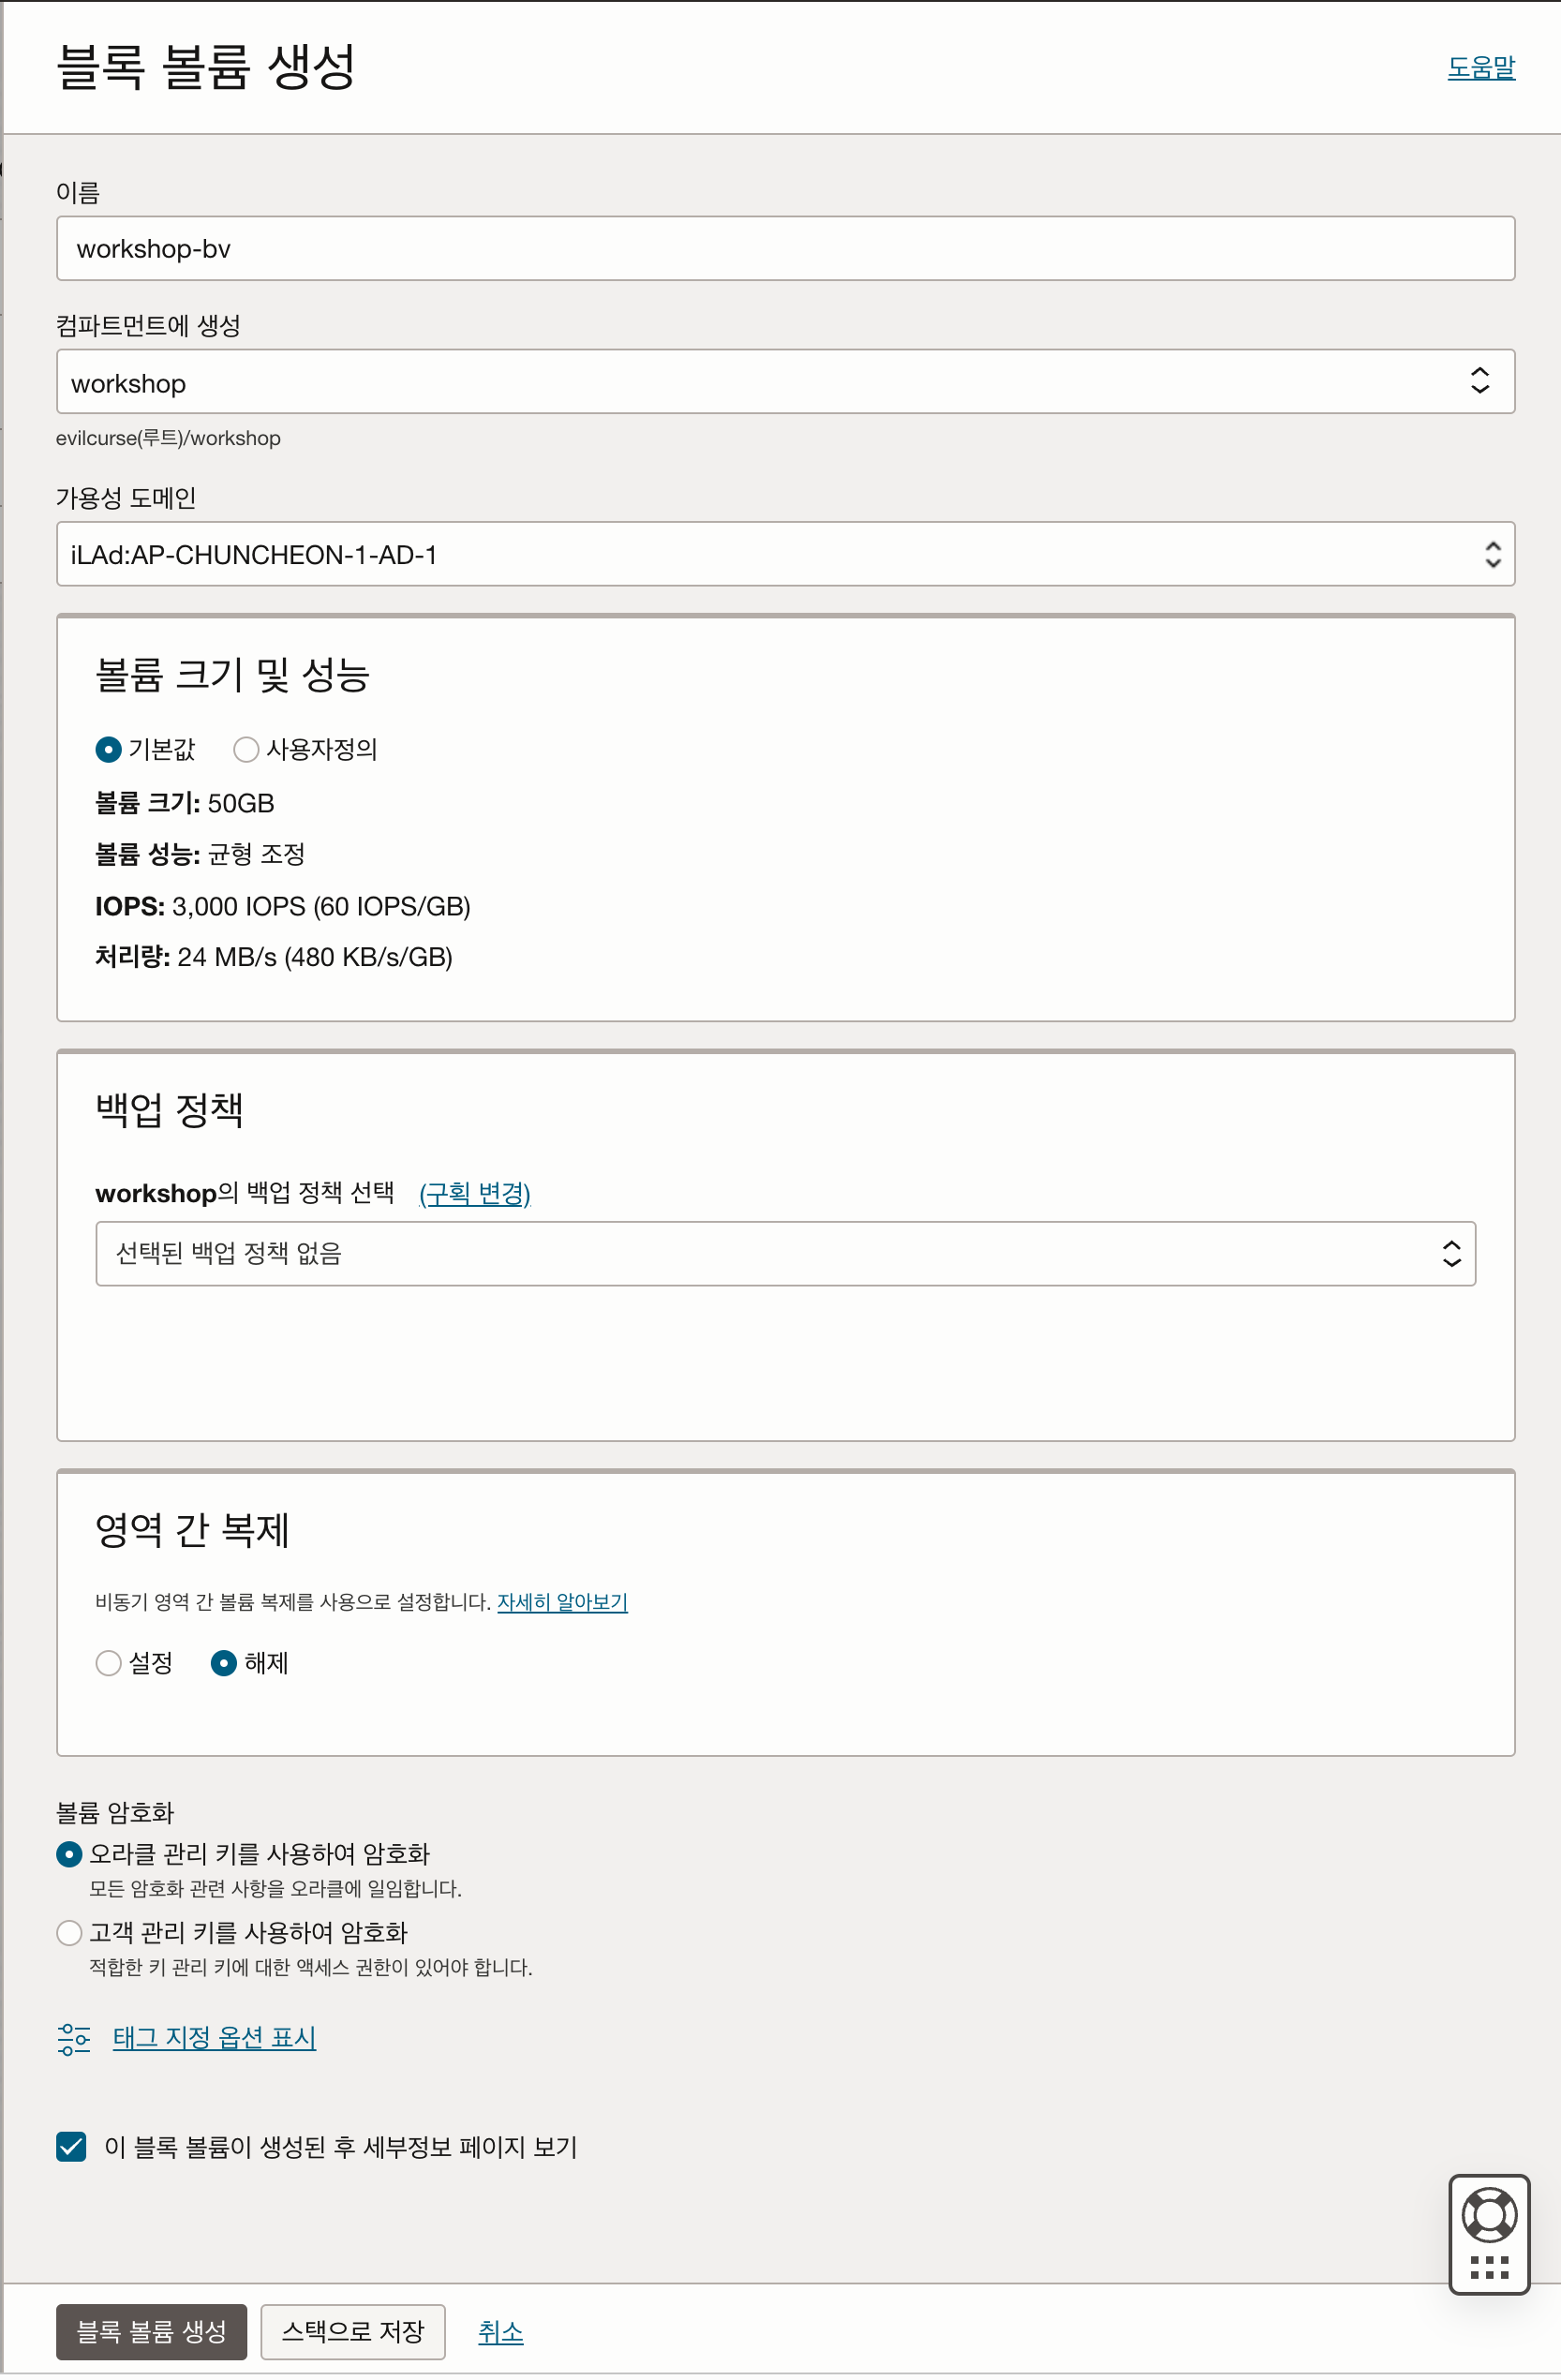 블록 볼륨 생성
도움말
이름
workshop-bv
컴파트먼트에 생성
workshop
evilcurse(루트)/workshop
가용성 도메인
iLAd:AP-CHUNCHEON-1-AD-1
볼륨 크기 및 성능
기본값 사용자정의
볼륨 크기: 50GB
볼륨 성능: 균형 조정
IOPS: 3,000 IOPS (60 IOPS/GB)
처리량: 24 MB/s (480 KB/s/GB)
백업 정책
workshop의 백업 정책 선택 (구획 변경)
선택된 백업 정책 없음
영역 간 복제
비동기 영역 간 볼륨 복제를 사용으로 설정합니다. 자세히 알아보기
설정 해제
볼륨 암호화
오라클 관리 키를 사용하여 암호화
모든 암호화 관련 사항을 오라클에 일임합니다.
고객 관리 키를 사용하여 암호화
적합한 키 관리 키에 대한 액세스 권한이 있어야 합니다.
태그 지정 옵션 표시
이 블록 볼륨이 생성된 후 세부정보 페이지 보기
블록 볼륨 생성 스택으로 저장 취소